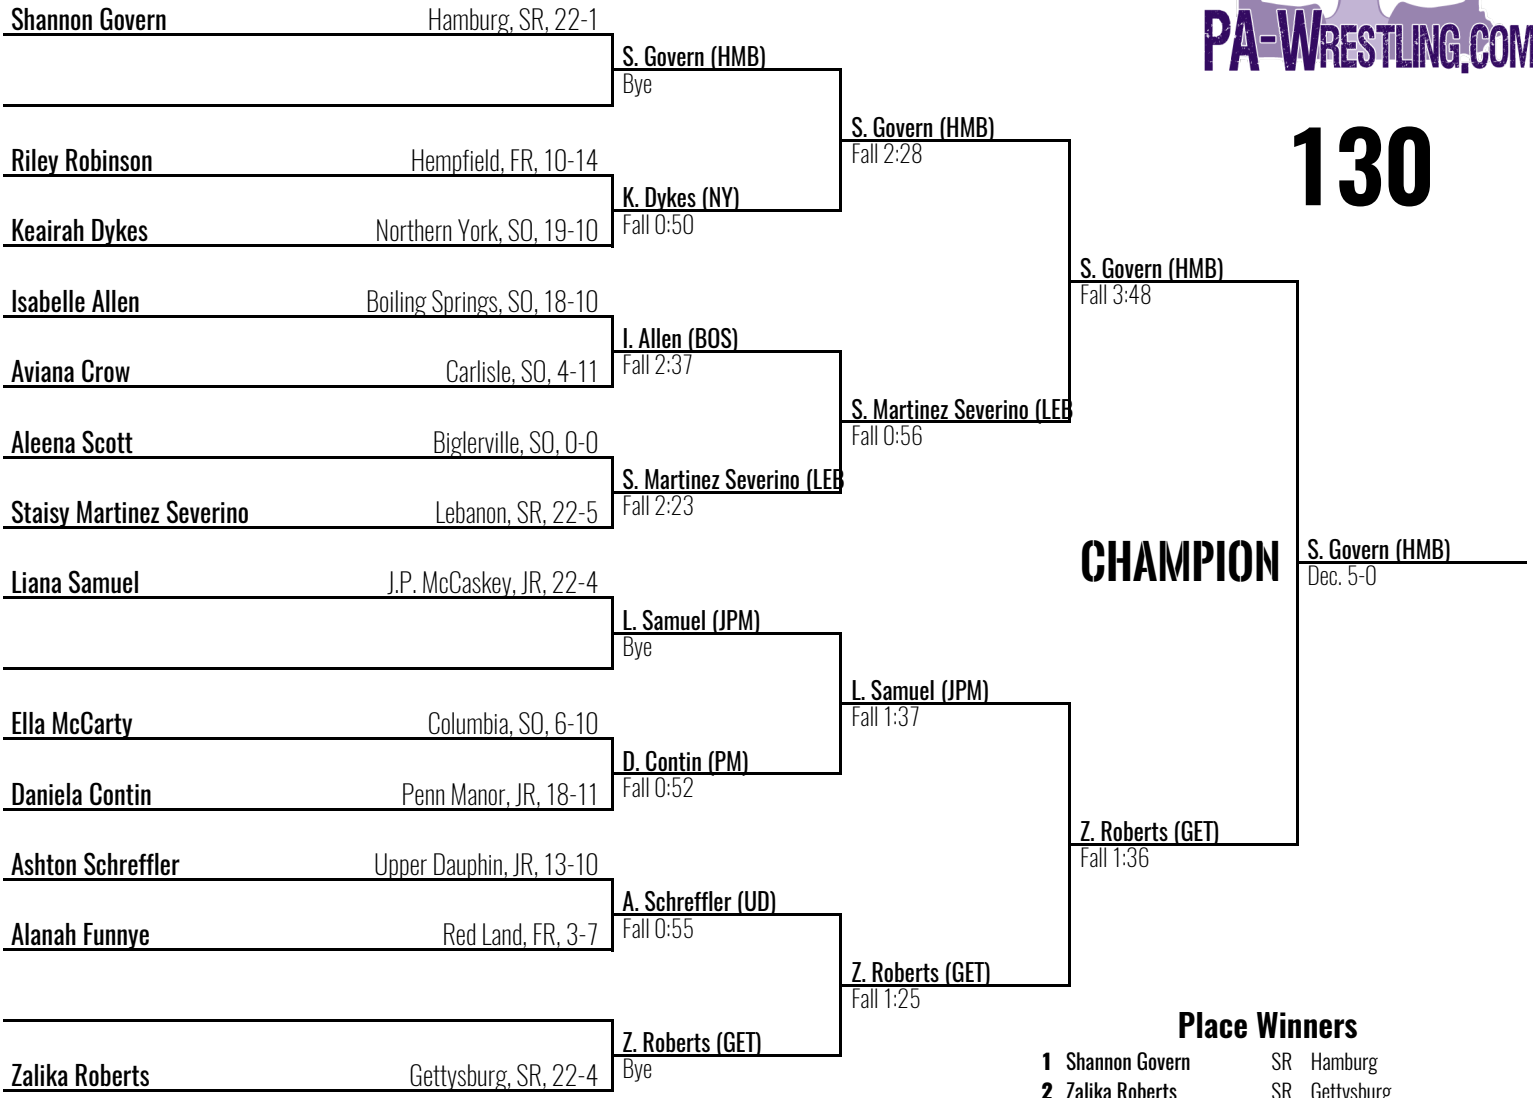 PA-WRESTLING.COM
130
Shannon Govern Hamburg, SR, 22-1
S. Govern (HMB)
Bye
S. Govern (HMB)
Fall 2:28
Riley Robinson Hempfield, FR, 10-14
K. Dykes (NY)
Fall 0:50
Keairah Dykes Northern York, SO, 19-10
S. Govern (HMB)
Fall 3:48
Isabelle Allen Boiling Springs, SO, 18-10
I. Allen (BOS)
Fall 2:37
Aviana Crow Carlisle, SO, 4-11
S. Martinez Severino (LEB
Fall 0:56
Aleena Scott Biglerville, SO, 0-0
S. Martinez Severino (LEB
Fall 2:23
Staisy Martinez Severino Lebanon, SR, 22-5
CHAMPION
S. Govern (HMB)
Dec. 5-0
Liana Samuel J.P. McCaskey, JR, 22-4
L. Samuel (JPM)
Bye
L. Samuel (JPM)
Fall 1:37
Ella McCarty Columbia, SO, 6-10
D. Contin (PM)
Fall 0:52
Daniela Contin Penn Manor, JR, 18-11
Z. Roberts (GET)
Fall 1:36
Ashton Schreffler Upper Dauphin, JR, 13-10
A. Schreffler (UD)
Fall 0:55
Alanah Funnye Red Land, FR, 3-7
Z. Roberts (GET)
Fall 1:25
Z. Roberts (GET)
Bye
Zalika Roberts Gettysburg, SR, 22-4
Place Winners
1 Shannon Govern SR Hamburg
2 Zalika Roberts SR Gettysburg